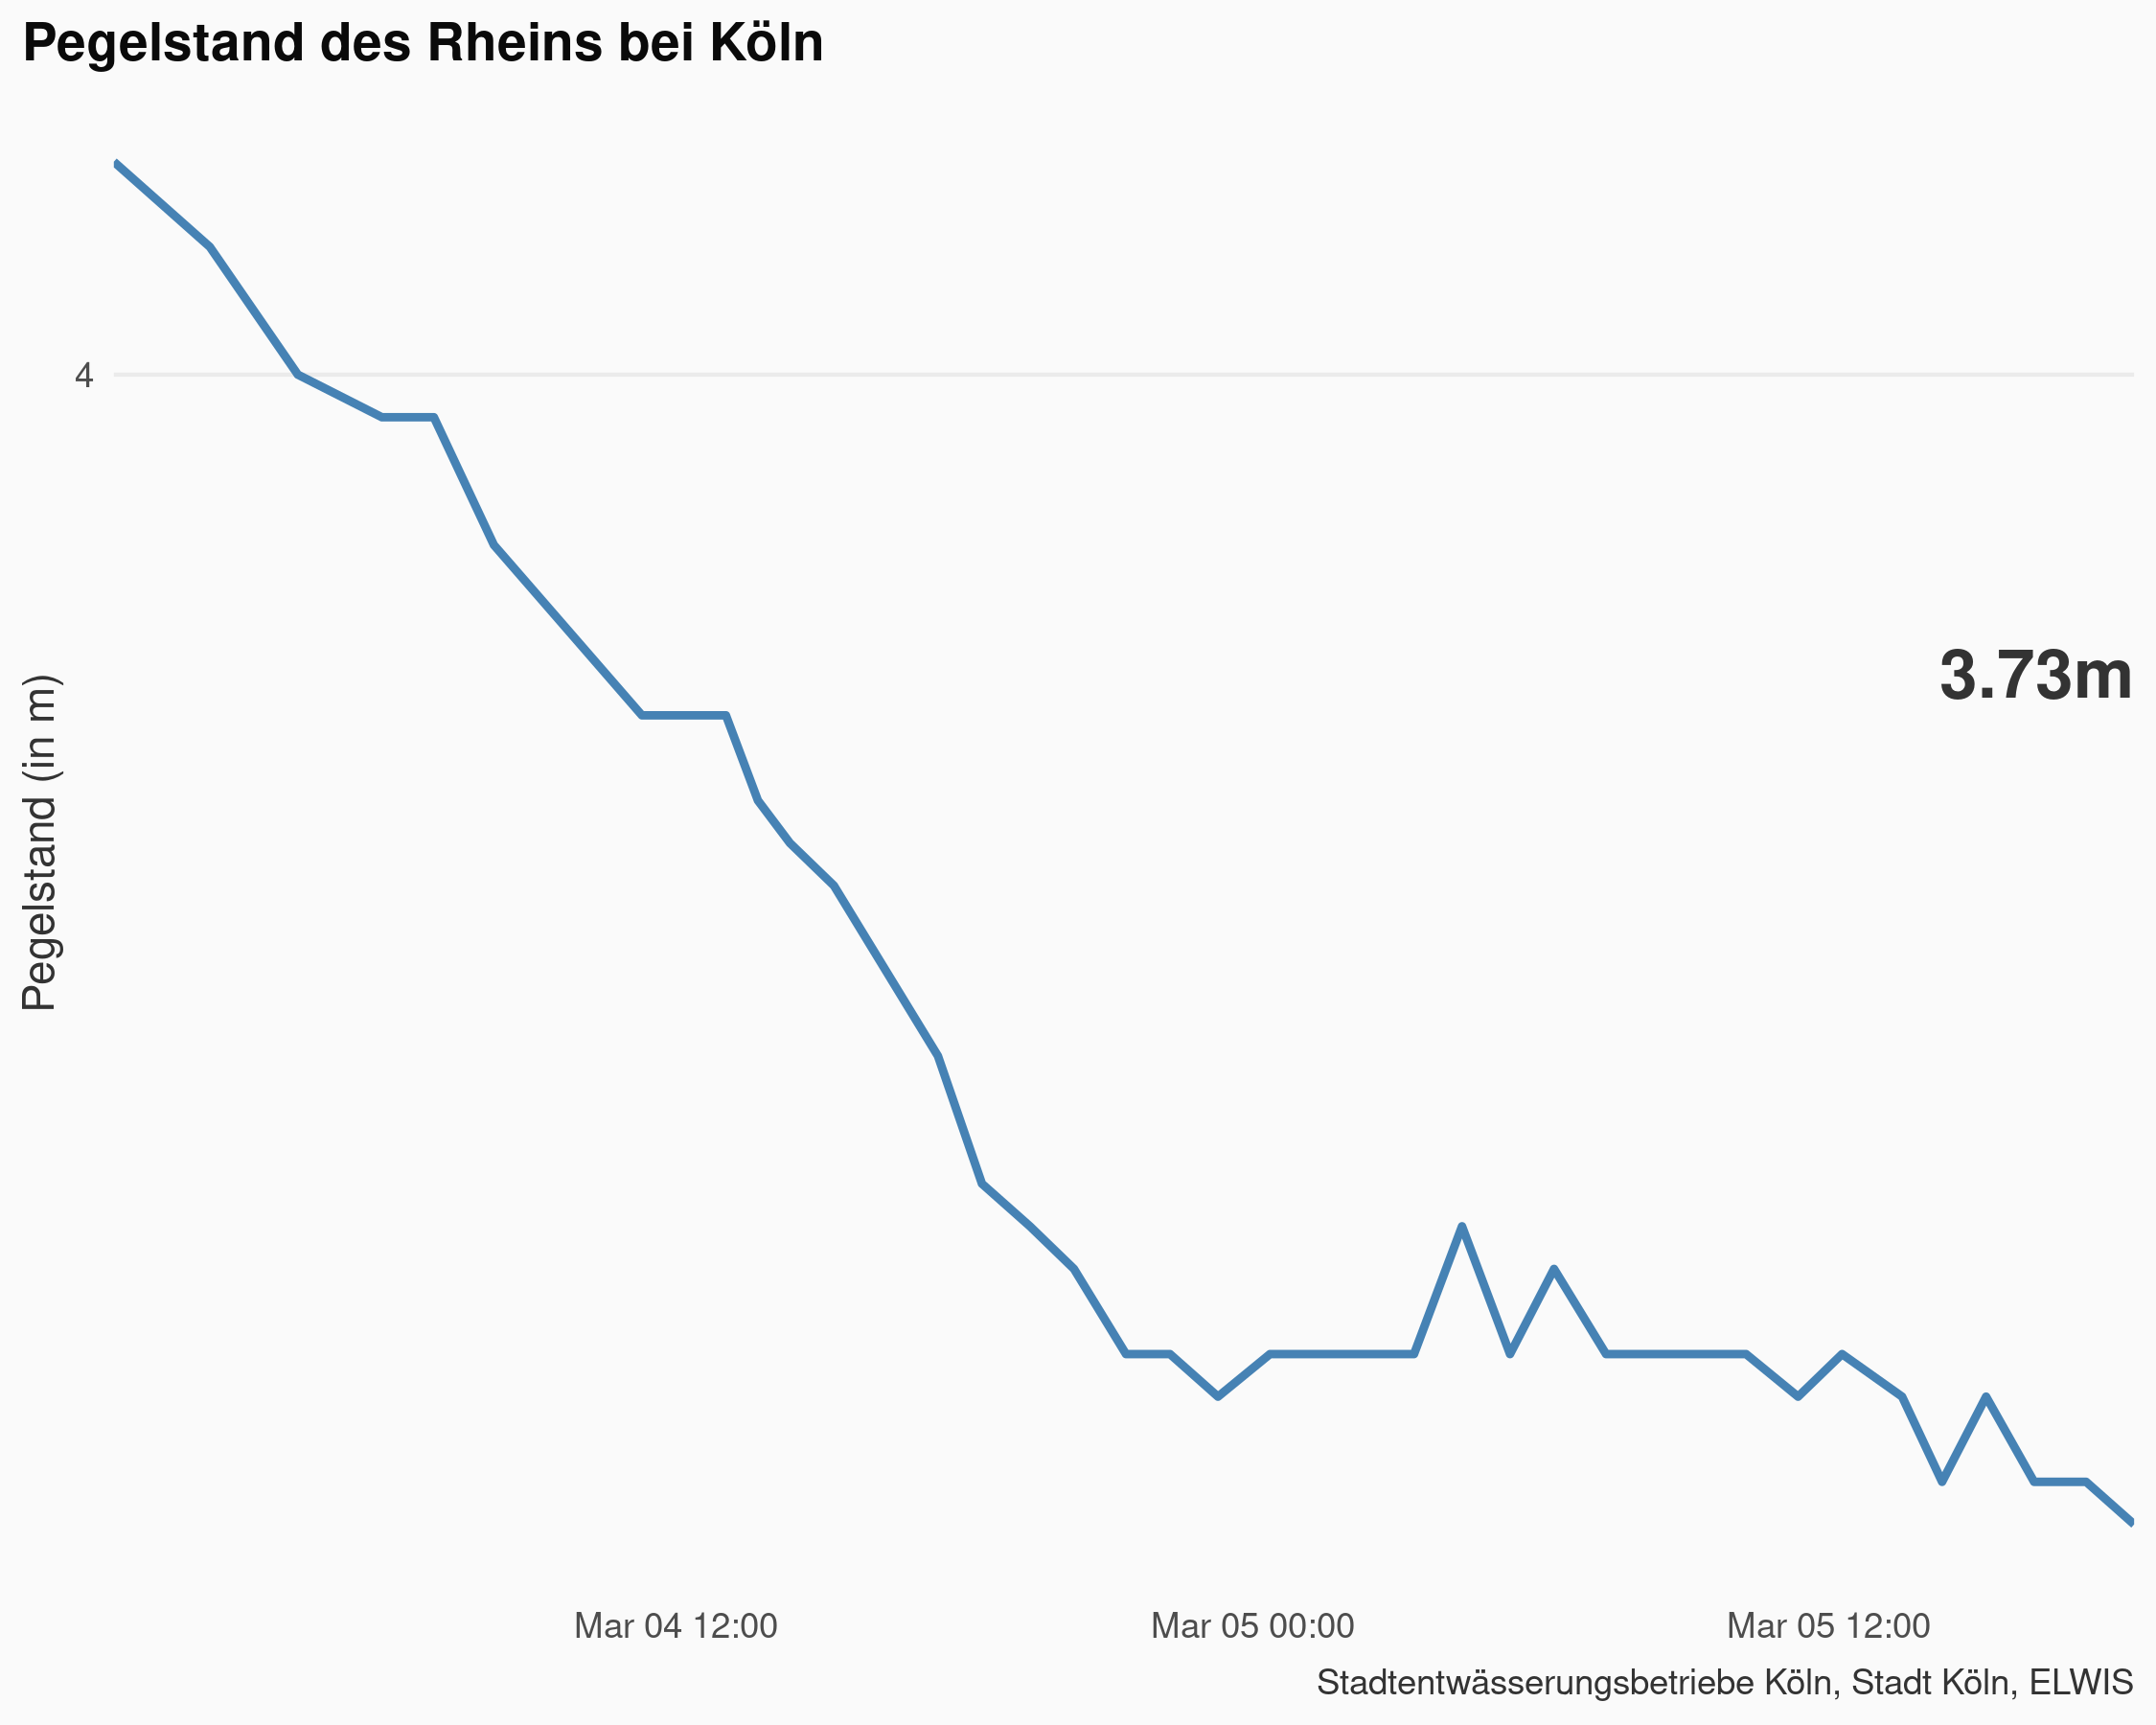 Pegelstand des Rheins bei Köln
4
3.73m
Pegelstand (in m)
Mar 04 12:00
Mar 05 00:00
Mar 05 12:00
Stadtentwässerungsbetriebe Köln, Stadt Köln, ELWIS